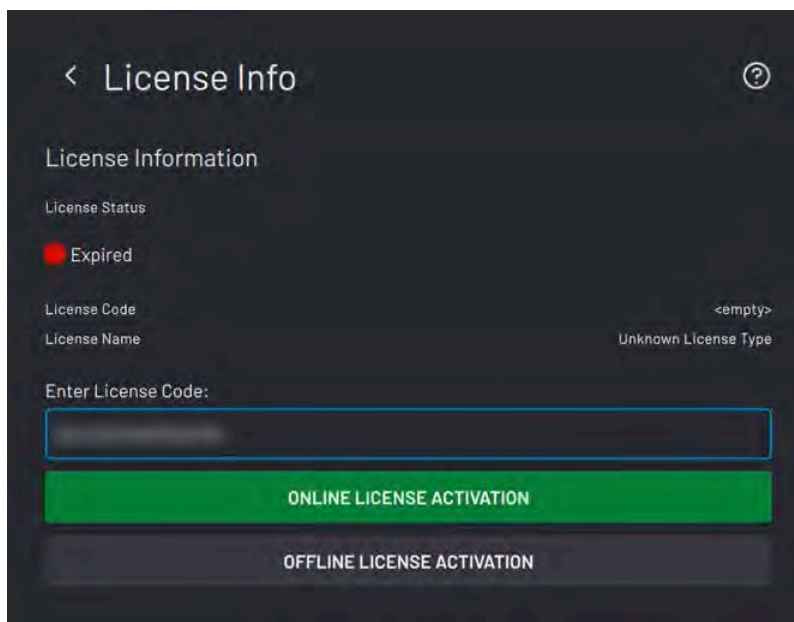 License Info
License Information
License Status
Expired
License Code <empty>
License Name Unknown License Type
Enter License Code:
ONLINE LICENSE ACTIVATION
OFFLINE LICENSE ACTIVATION